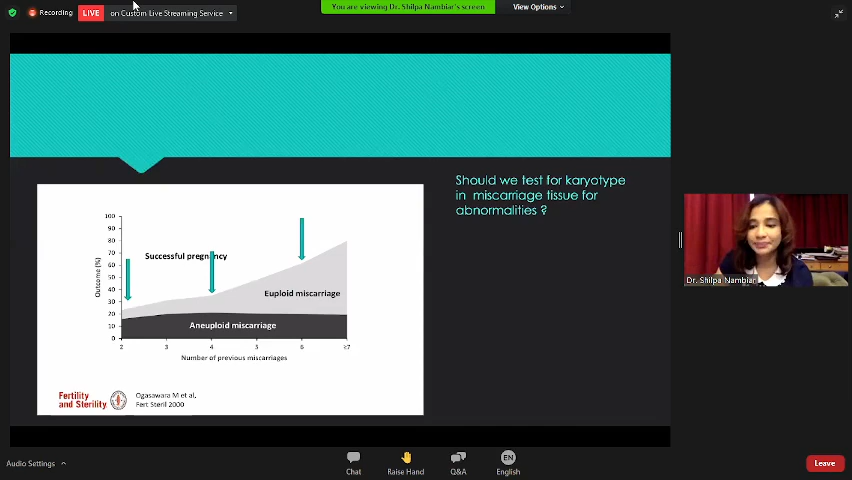 Recording
LIVE
on Custom Live Streaming Service
You are viewing Dr. Shilpa Nambiar's screen
View Options
Should we test for karyotype
in miscarriage tissue for
abnormalities ?
100
90
80
70
60
50
40
30
20
10
0
Outcome (%)
Successful pregnancy
Euploid miscarriage
Aneuploid miscarriage
2
3
4
5
6
≥7
Number of previous miscarriages
Fertility
and Sterility
Ogasawara M et al,
Fert Steril 2000
Dr. Shilpa Nambiar
Audio Settings
Chat
Raise Hand
Q&A
EN
English
Leave